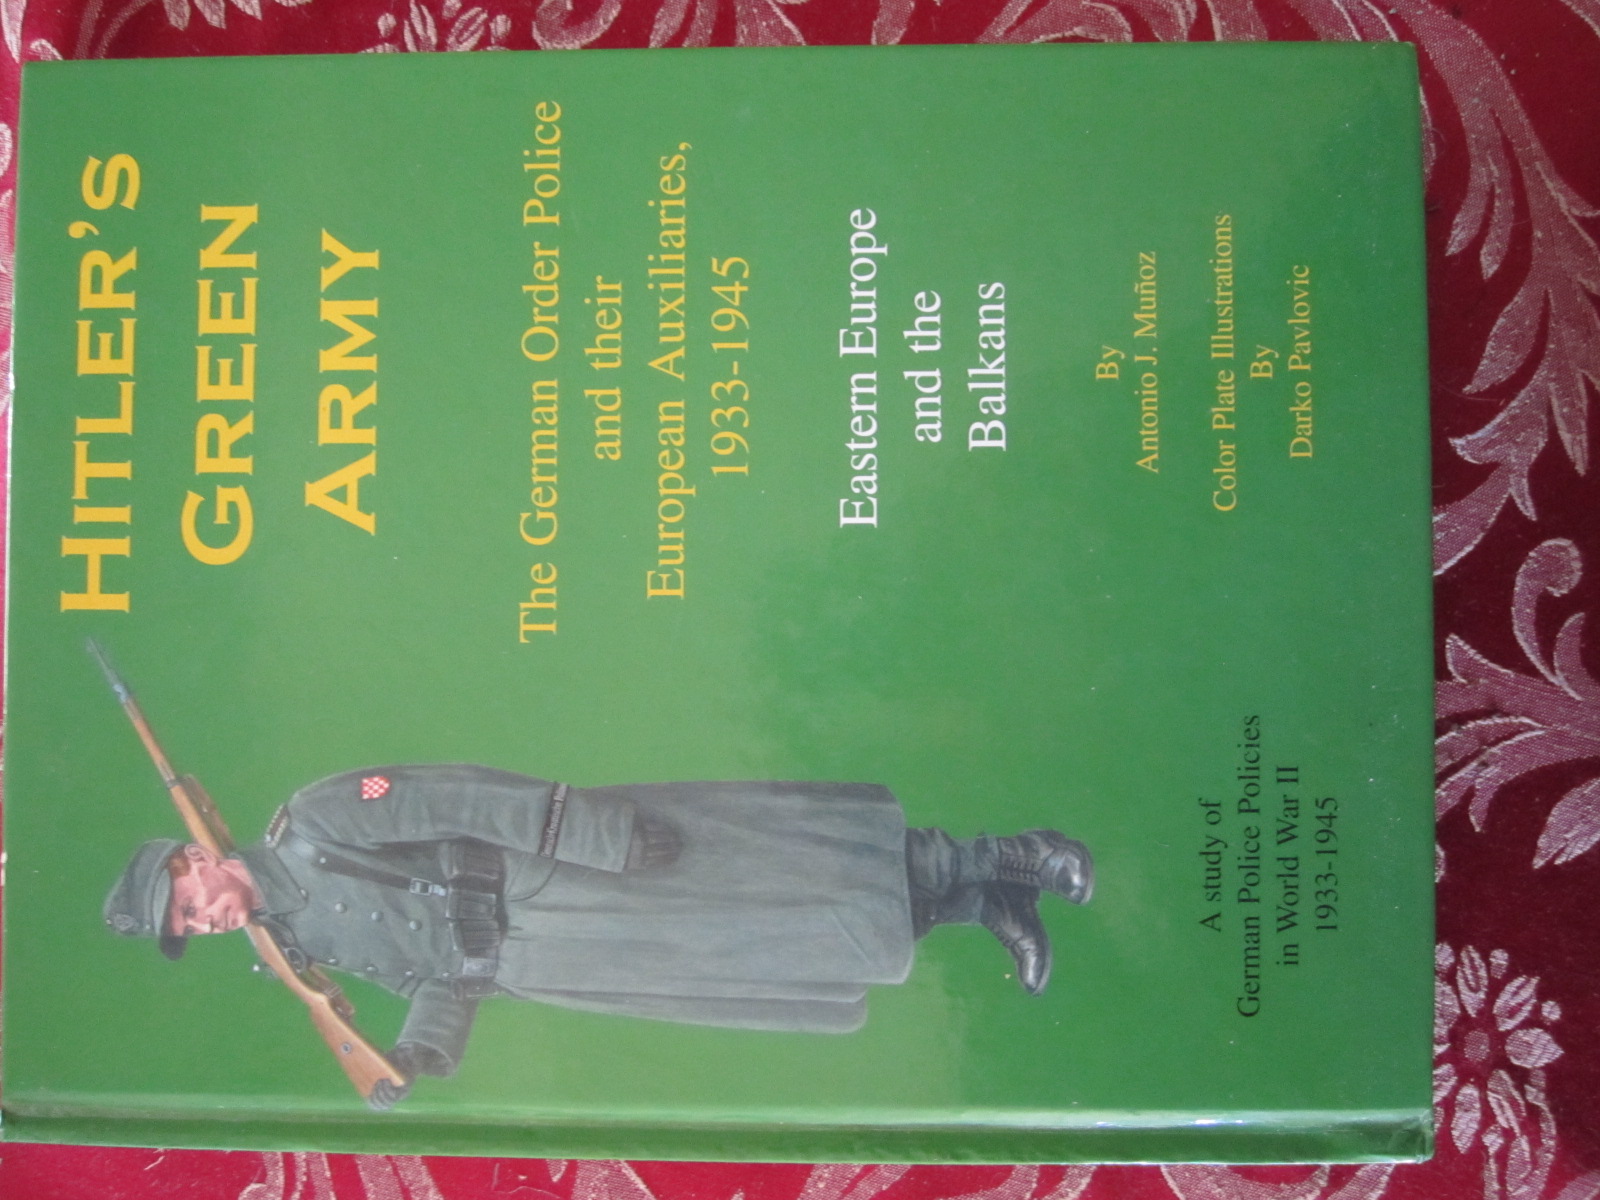 HITLER'S
GREEN
ARMY
The German Order Police
and their
European Auxiliaries,
1933-1945
Eastern Europe
and the
Balkans
By
Antonio J. Muñoz
Color Plate Illustrations
By
Darko Pavlovic
A study of
German Police Policies
in World War II
1933-1945